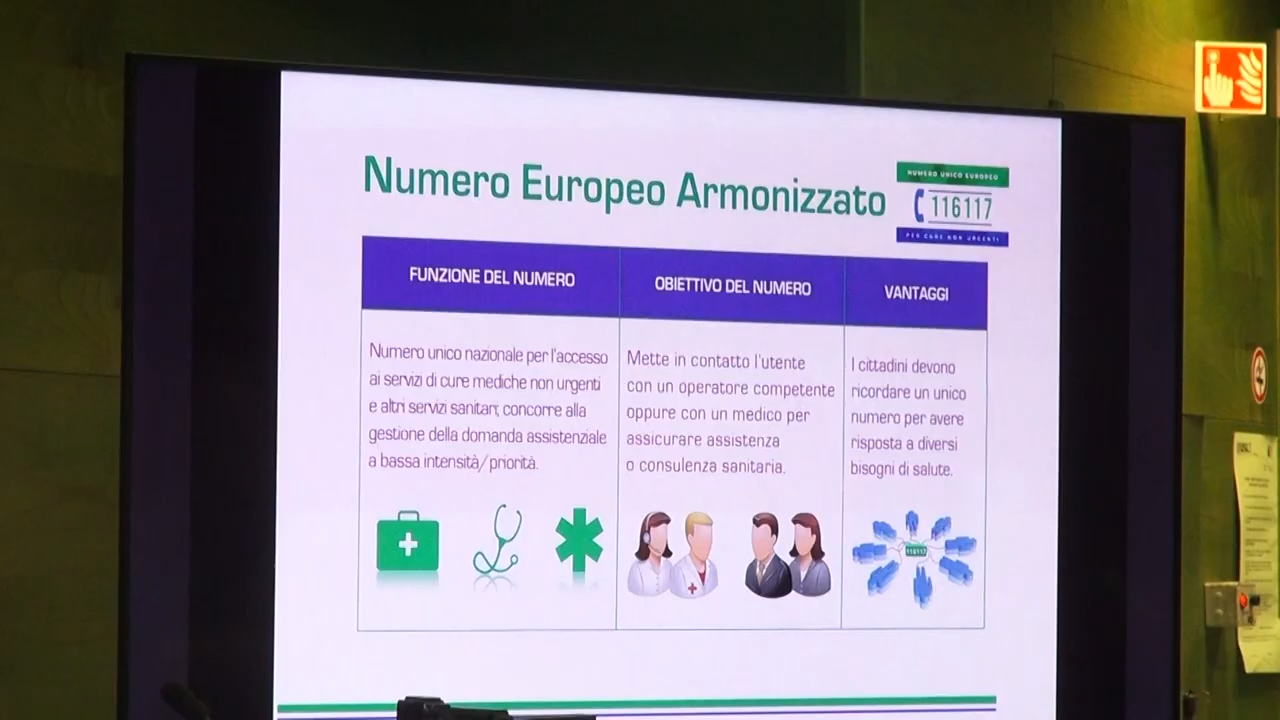 Numero Europeo Armonizzato
NUMERO UNICO EUROPEO
116117
PER CURE NON URGENTI
FUNZIONE DEL NUMERO
OBIETTIVO DEL NUMERO
VANTAGGI
Numero unico nazionale per l'accesso
ai servizi di cure mediche non urgenti
e altri servizi sanitari; concorre alla
gestione della domanda assistenziale
a bassa intensità/priorità.
Mette in contatto l'utente
con un operatore competente
oppure con un medico per
assicurare assistenza
o consulenza sanitaria.
I cittadini devono
ricordare un unico
numero per avere
risposta a diversi
bisogni di salute.
116117